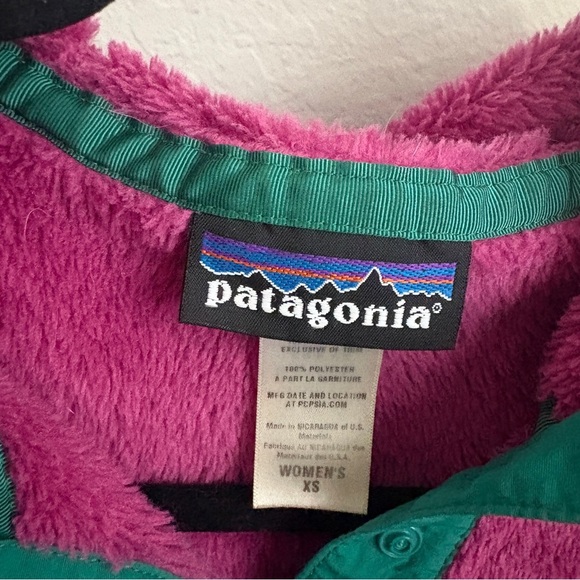 patagonia®
EXCLUSIVE OF TRIM
100% POLYESTER
A PART LA GARNITURE
MFG DATE AND LOCATION
AT PCPSIA.COM
Made in NICARAGUA of U.S.
Materials
Fabriqué Au NICARAGUA des
Materiaux des U.S.A.
WOMEN'S
XS